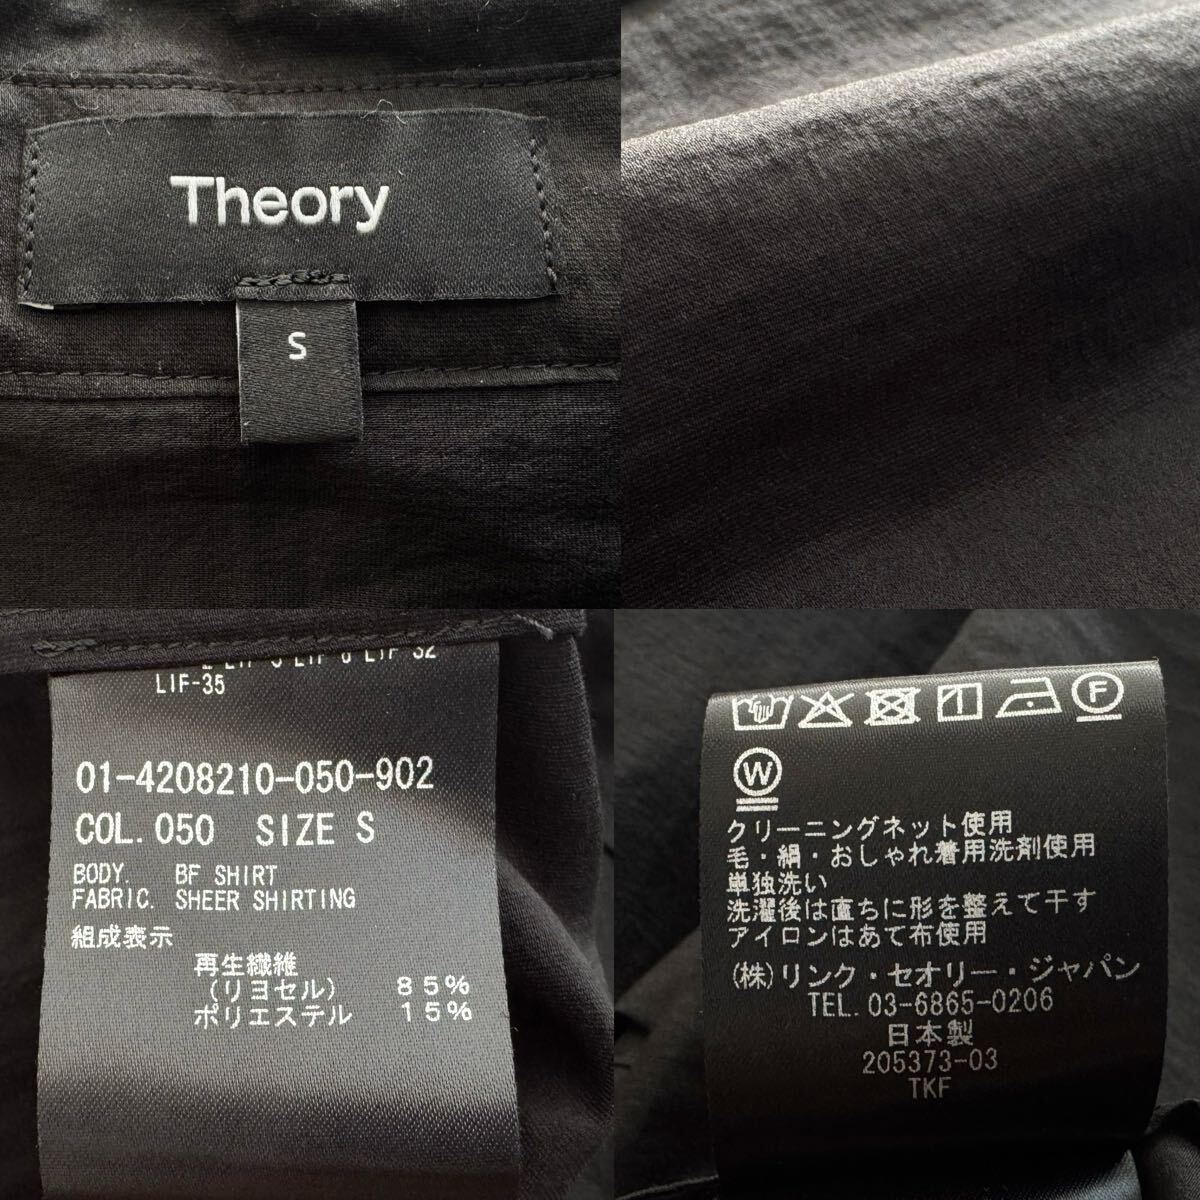 Theory
S
LIF-35
01-4208210-050-902
COL.050 SIZE S
BODY. BF SHIRT
FABRIC. SHEER SHIRTING
組成表示
再生繊維
(リヨセル) 85%
ポリエステル 15%
F
W
クリーニングネット使用
毛・絹・おしゃれ着用洗剤使用
単独洗い
洗濯後は直ちに形を整えて干す
アイロンはあて布使用
(株)リンク・セオリー・ジャパン
TEL.03-6865-0206
日本製
205373-03
TKF